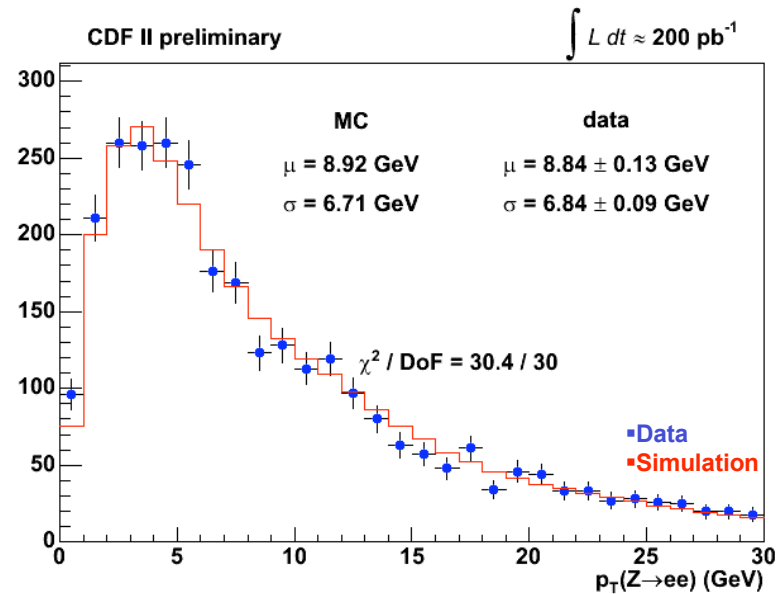 CDF II preliminary
∫ L dt ≈ 200 pb⁻¹
MC data
μ = 8.92 GeV μ = 8.84 ± 0.13 GeV
σ = 6.71 GeV σ = 6.84 ± 0.09 GeV
χ² / DoF = 30.4 / 30
Data
Simulation
300
250
200
150
100
50
0
0 5 10 15 20 25 30
p_T(Z→ee) (GeV)